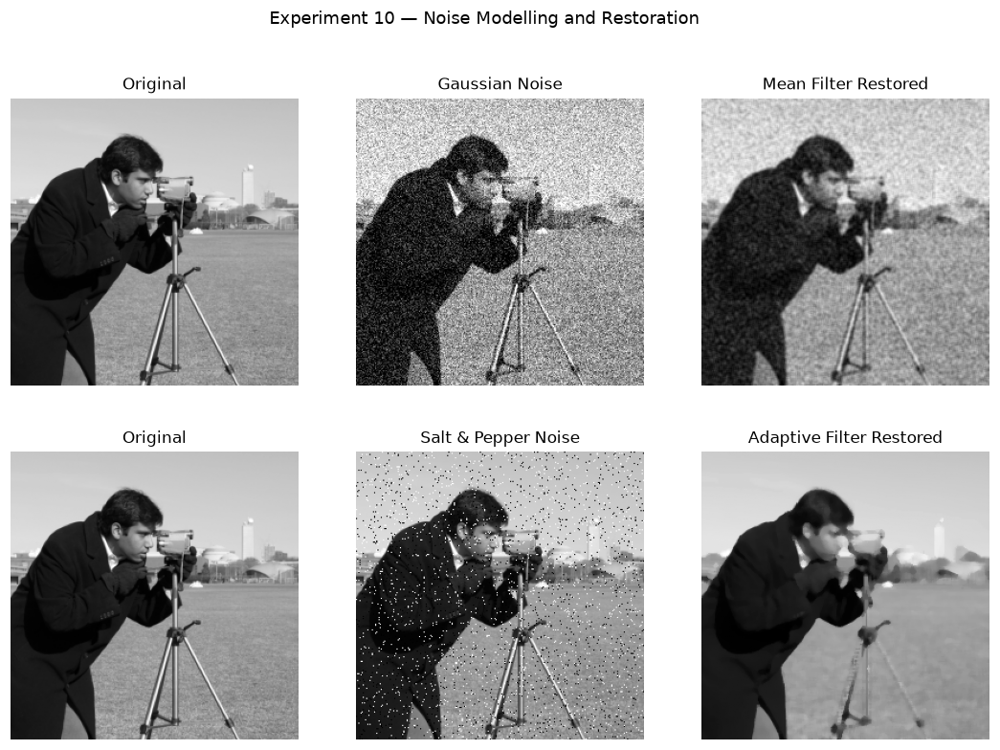 Experiment 10 — Noise Modelling and Restoration
Original
Gaussian Noise
Mean Filter Restored
Original
Salt & Pepper Noise
Adaptive Filter Restored